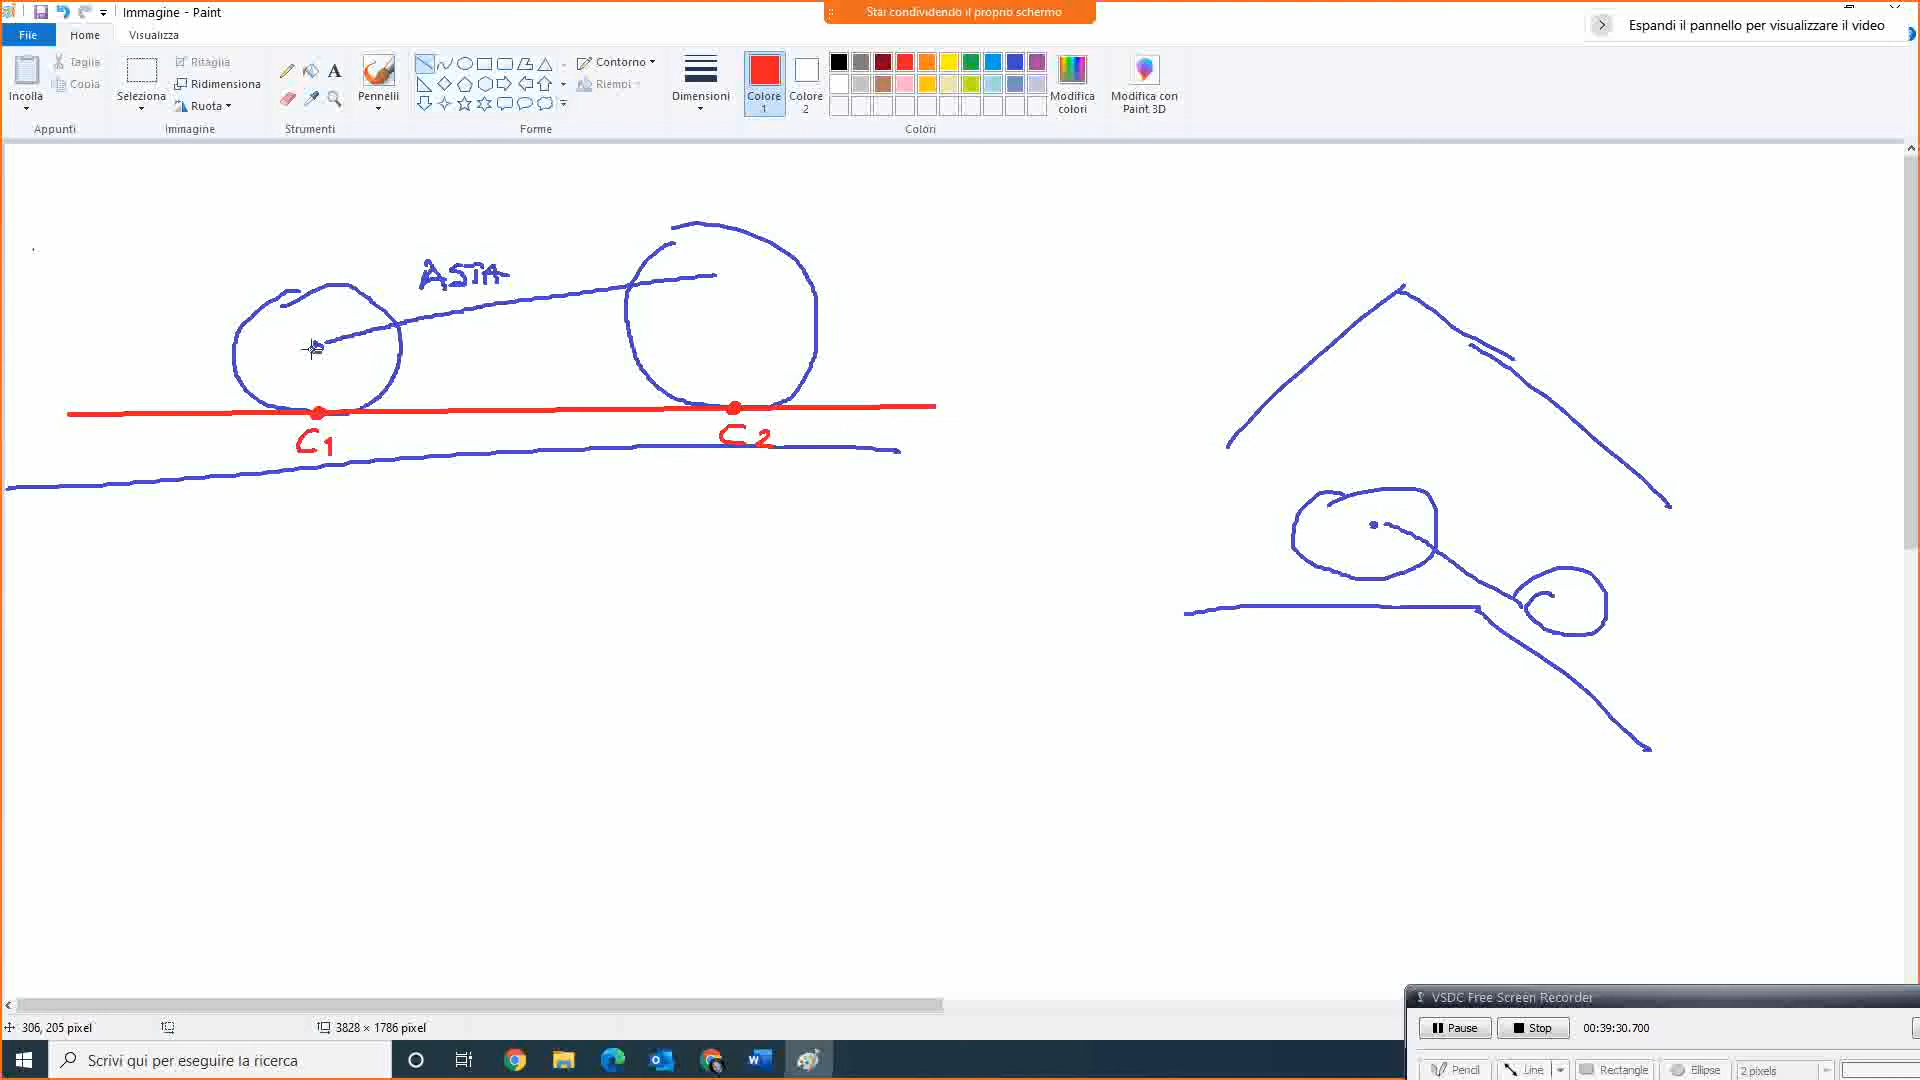 Immagine - Paint
Stai condividendo il proprio schermo
Espandi il pannello per visualizzare il video
File
Home
Visualizza
Incolla
Taglia
Copia
Appunti
Seleziona
Ritaglia
Ridimensiona
Ruota
Immagine
A
Strumenti
Pennelli
Contorno
Riempi
Forme
Dimensioni
Colore
1
Colore
2
Modifica
colori
Modifica con
Paint 3D
Colori
ASTA
C1
C2
306, 205 pixel
3828 × 1786 pixel
VSDC Free Screen Recorder
Pause
Stop
00:39:30.700
Pencil
Line
Rectangle
Ellipse
2 pixels
Scrivi qui per eseguire la ricerca